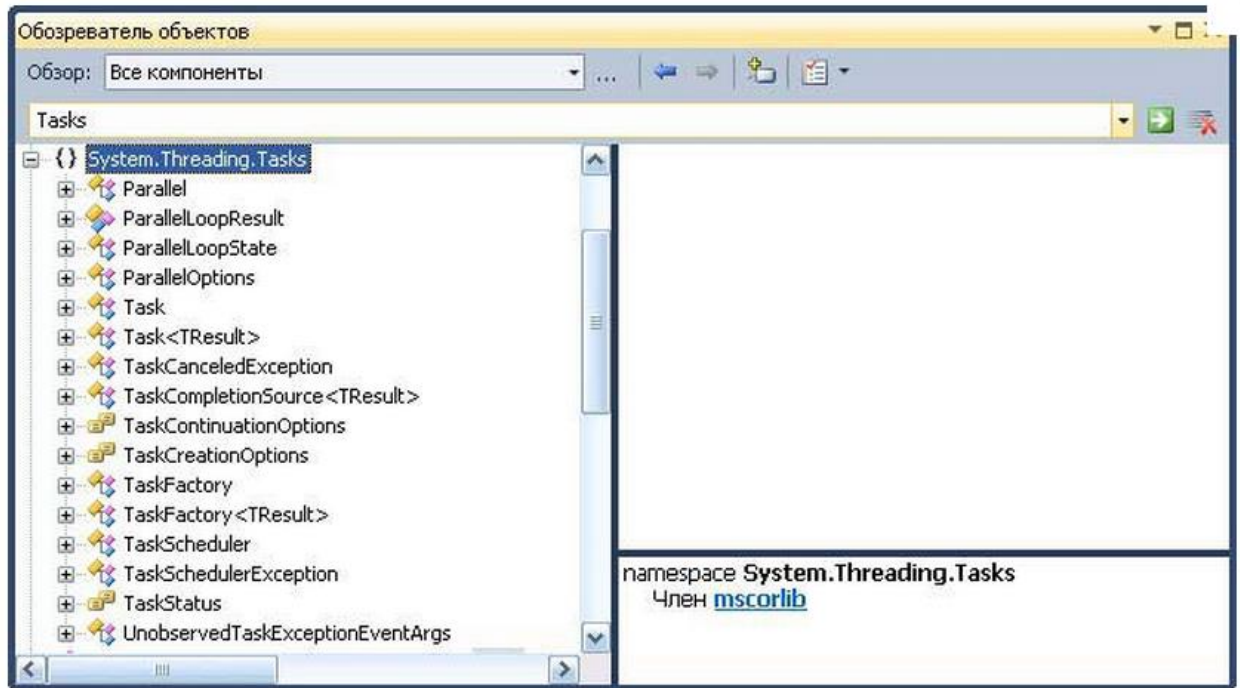 Обозреватель объектов
Обзор: Все компоненты ...
Tasks
{} System.Threading.Tasks
Parallel
ParallelLoopResult
ParallelLoopState
ParallelOptions
Task
Task<TResult>
TaskCanceledException
TaskCompletionSource<TResult>
TaskContinuationOptions
TaskCreationOptions
TaskFactory
TaskFactory<TResult>
TaskScheduler
TaskSchedulerException
TaskStatus
UnobservedTaskExceptionEventArgs
namespace System.Threading.Tasks
Член mscorlib